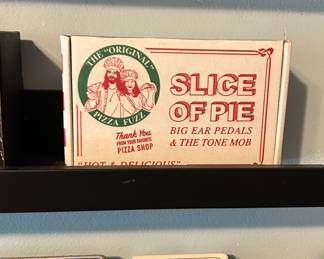 THE "ORIGINAL"
PIZZA FUZZ
Thank You
FROM YOUR FAVORITE
PIZZA SHOP
SLICE
OF PIE
BIG EAR PEDALS
& THE TONE MOB
"HOT & DELICIOUS"